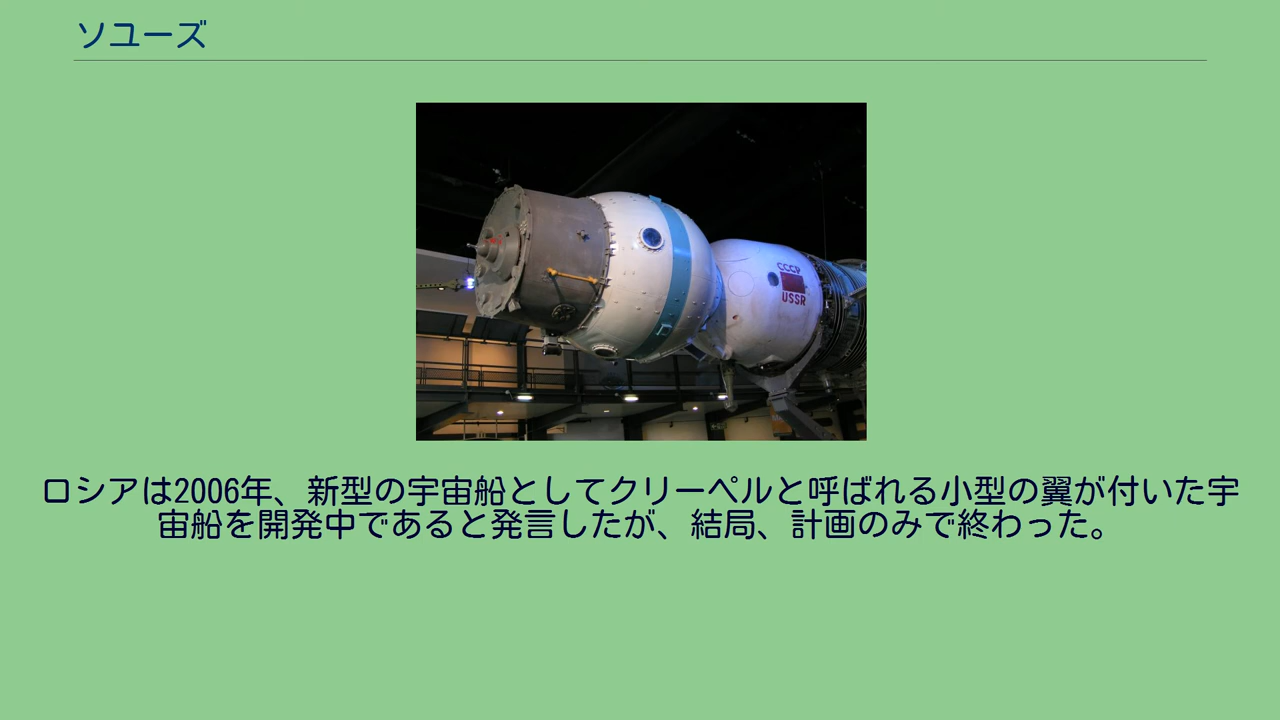 ソユーズ
СССР
USSR
ロシアは2006年、新型の宇宙船としてクリーペルと呼ばれる小型の翼が付いた宇
宙船を開発中であると発言したが、結局、計画のみで終わった。